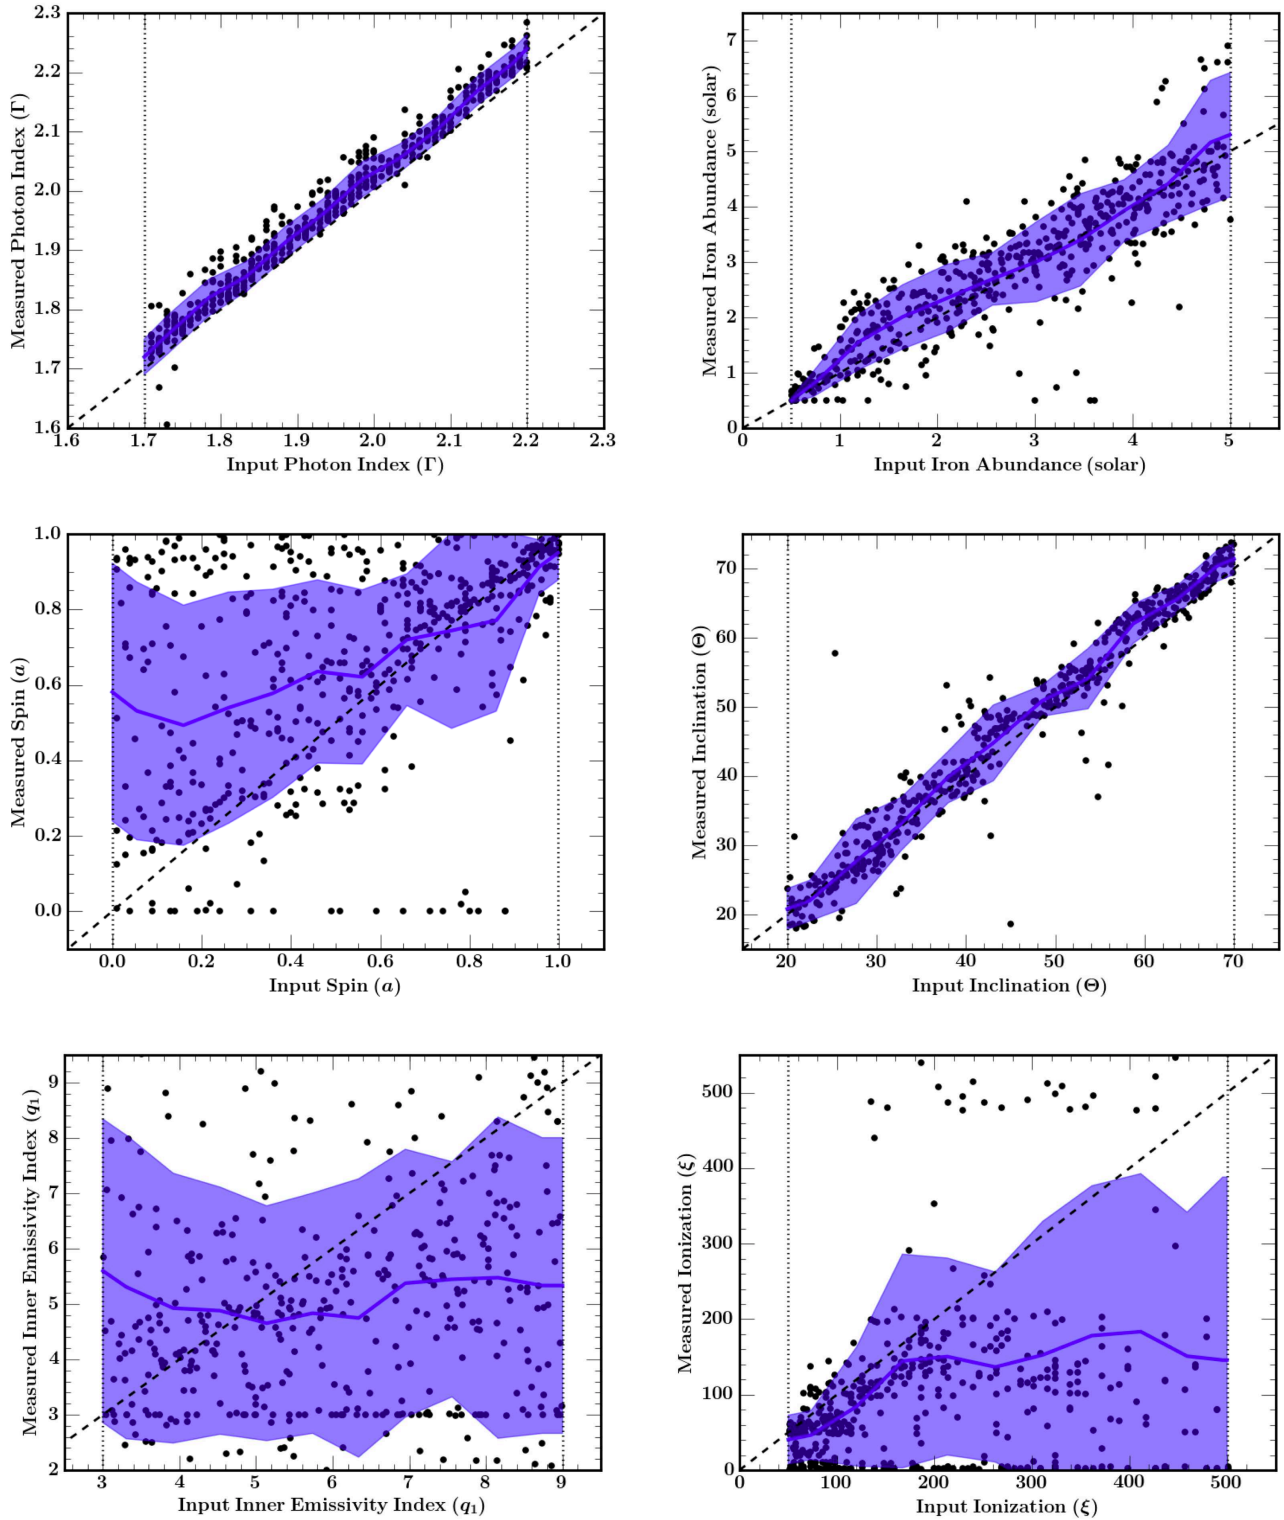 2.3
2.2
2.1
2.0
1.9
1.8
1.7
1.6
Measured Photon Index (Γ)
1.6 1.7 1.8 1.9 2.0 2.1 2.2 2.3
Input Photon Index (Γ)
7
6
5
4
3
2
1
0
Measured Iron Abundance (solar)
0 1 2 3 4 5
Input Iron Abundance (solar)
1.0
0.8
0.6
0.4
0.2
0.0
Measured Spin (a)
0.0 0.2 0.4 0.6 0.8 1.0
Input Spin (a)
70
60
50
40
30
20
Measured Inclination (Θ)
20 30 40 50 60 70
Input Inclination (Θ)
9
8
7
6
5
4
3
2
Measured Inner Emissivity Index (q₁)
3 4 5 6 7 8 9
Input Inner Emissivity Index (q₁)
500
400
300
200
100
0
Measured Ionization (ξ)
0 100 200 300 400 500
Input Ionization (ξ)